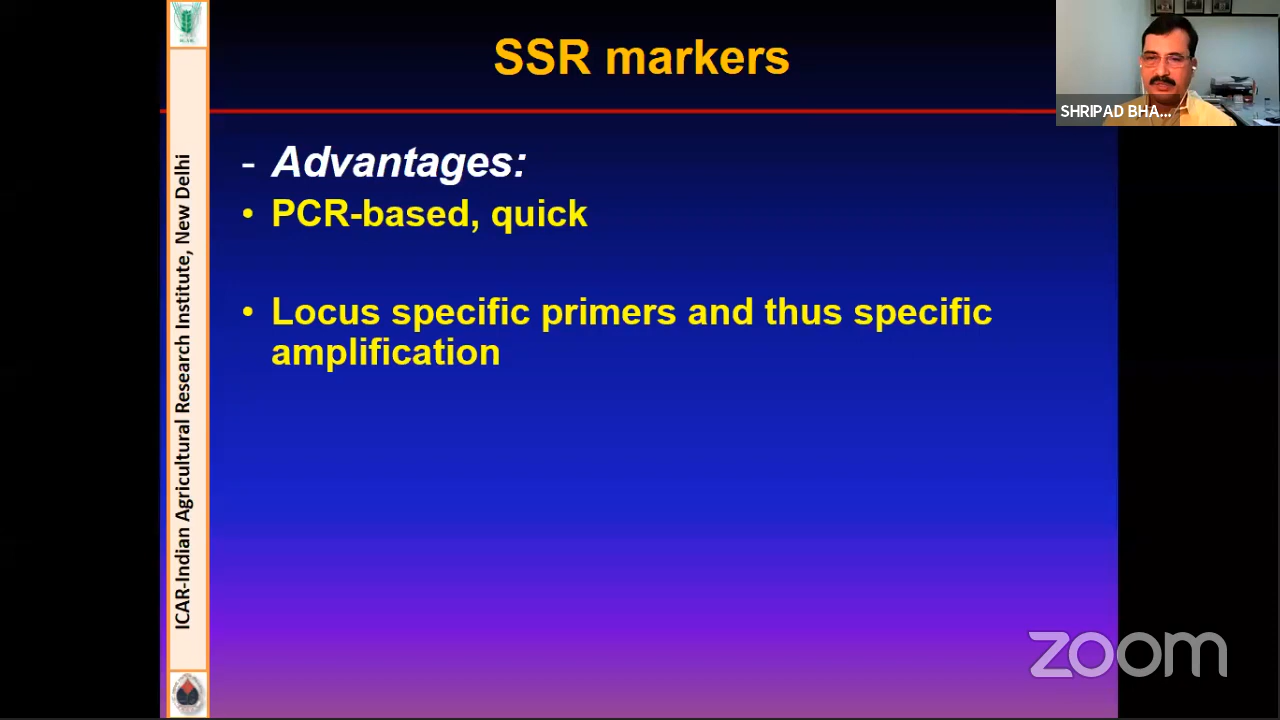 SSR markers
SHRIPAD BHA...
- Advantages:
• PCR-based, quick
• Locus specific primers and thus specific
amplification
ICAR-Indian Agricultural Research Institute, New Delhi
zoom